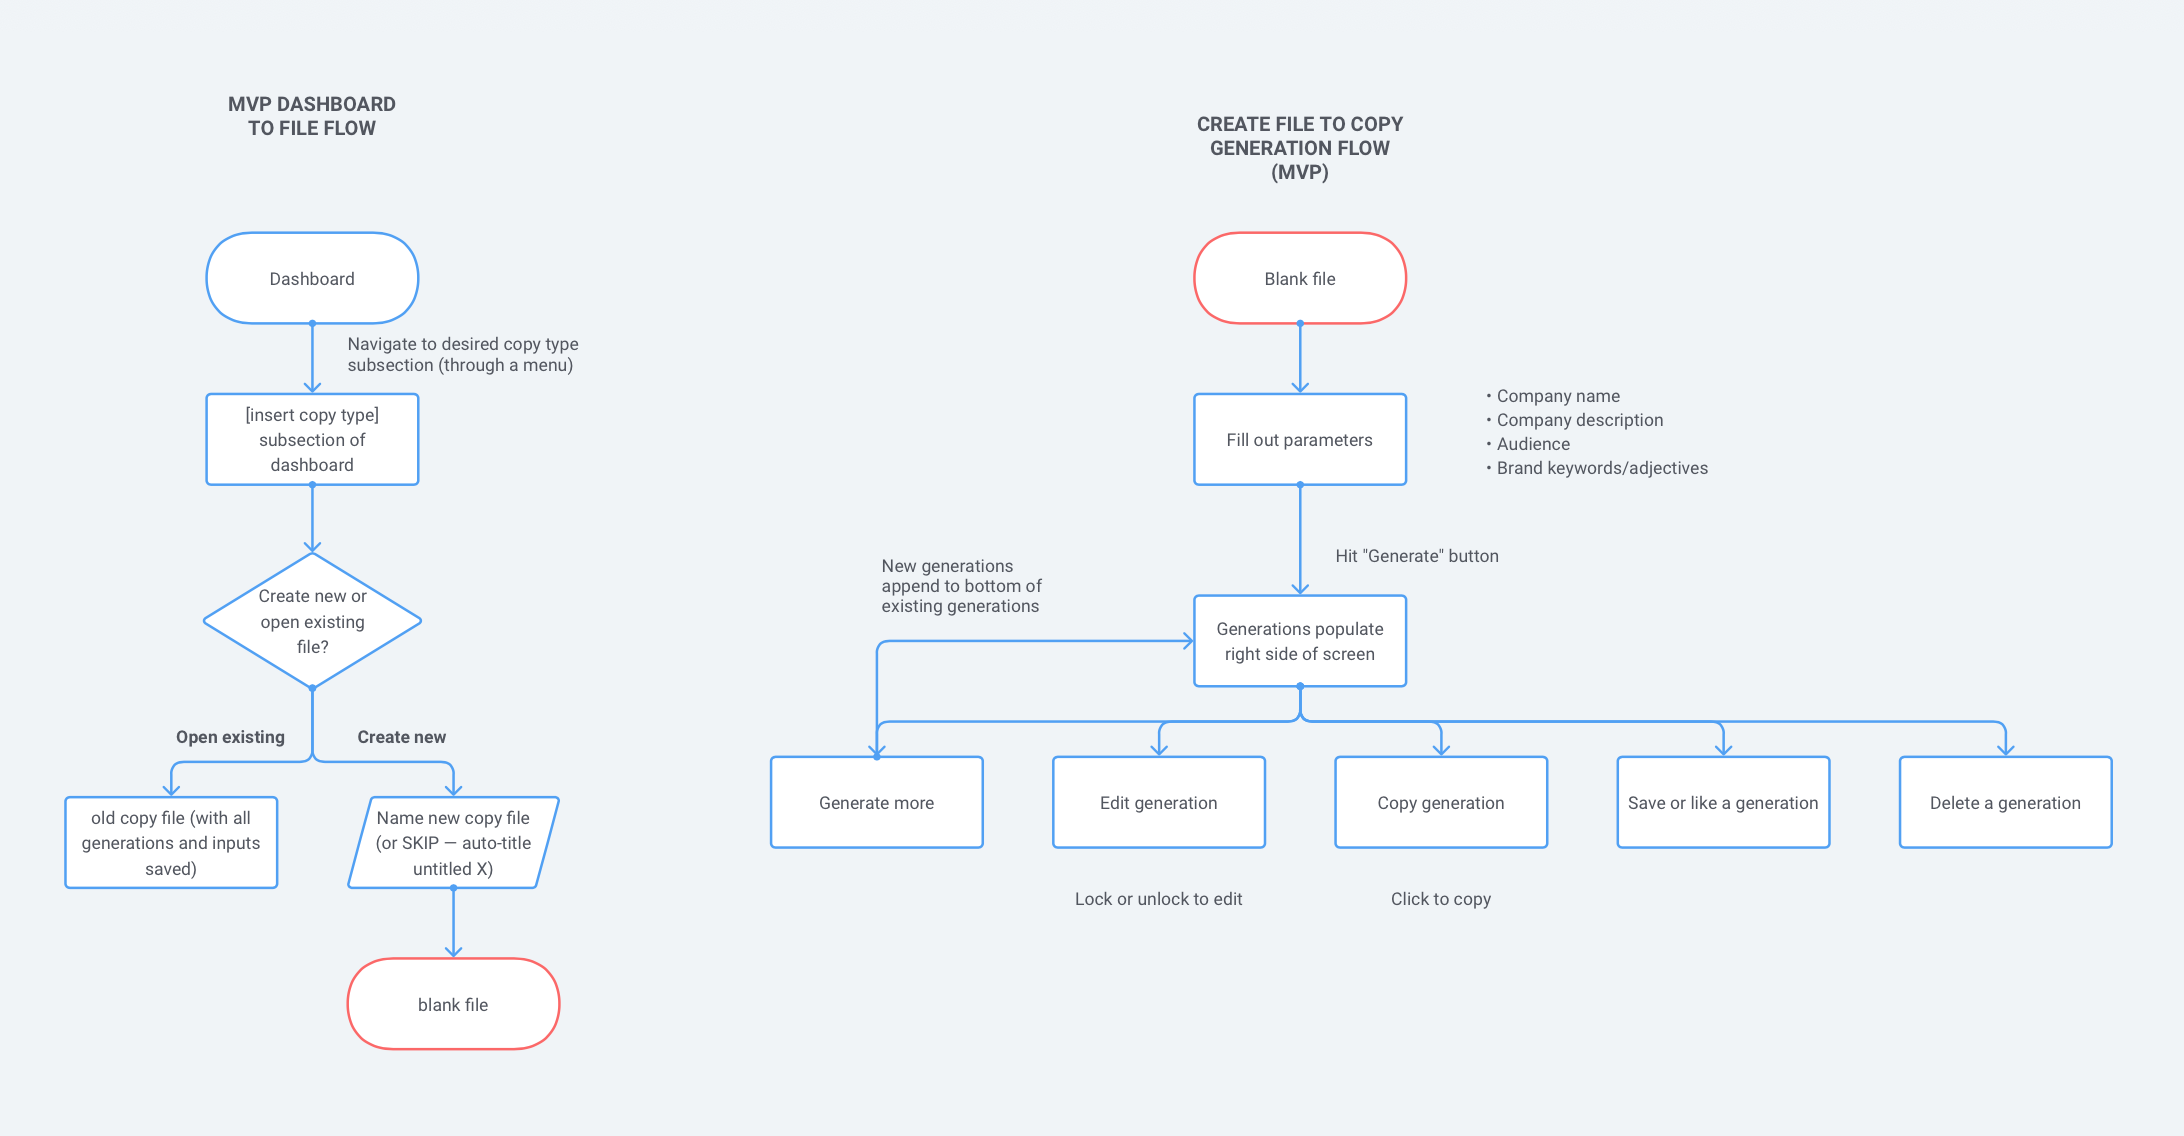 MVP DASHBOARD
TO FILE FLOW
Dashboard
Navigate to desired copy type
subsection (through a menu)
[insert copy type]
subsection of
dashboard
Create new or
open existing
file?
Open existing
Create new
old copy file (with all
generations and inputs
saved)
Name new copy file
(or SKIP — auto-title
untitled X)
blank file
CREATE FILE TO COPY
GENERATION FLOW
(MVP)
Blank file
Fill out parameters
• Company name
• Company description
• Audience
• Brand keywords/adjectives
Hit "Generate" button
New generations
append to bottom of
existing generations
Generations populate
right side of screen
Generate more
Edit generation
Copy generation
Save or like a generation
Delete a generation
Lock or unlock to edit
Click to copy